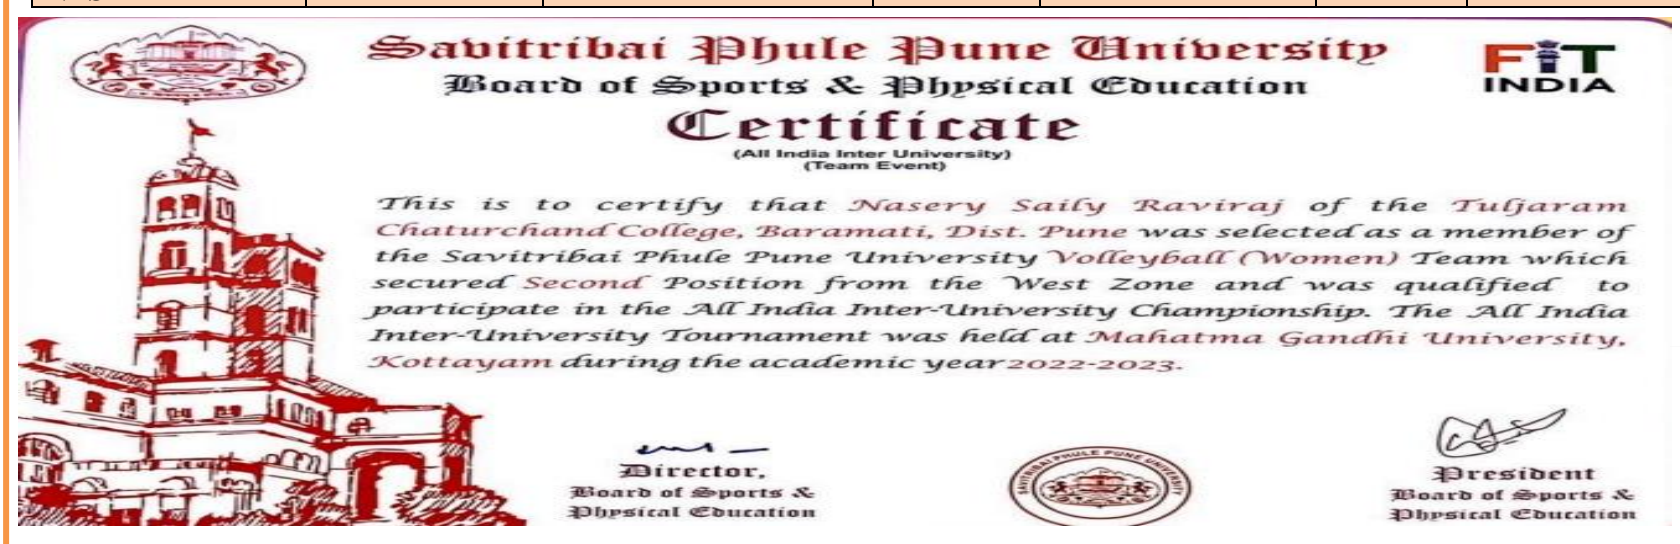 Savitribai Phule Pune University
FIT
INDIA
Board of Sports & Physical Education
Certificate
(All India Inter University)
(Team Event)
This is to certify that Nasery Saily Raviraj of the Tuljaram
Chaturchand College, Baramati, Dist. Pune was selected as a member of
the Savitribai Phule Pune University Volleyball (Women) Team which
secured Second Position from the West Zone and was qualified to
participate in the All India Inter-University Championship. The All India
Inter-University Tournament was held at Mahatma Gandhi University,
Kottayam during the academic year 2022-2023.
Director,
Board of Sports &
Physical Education
SAVITRIBAI PHULE PUNE UNIVERSITY
President
Board of Sports &
Physical Education